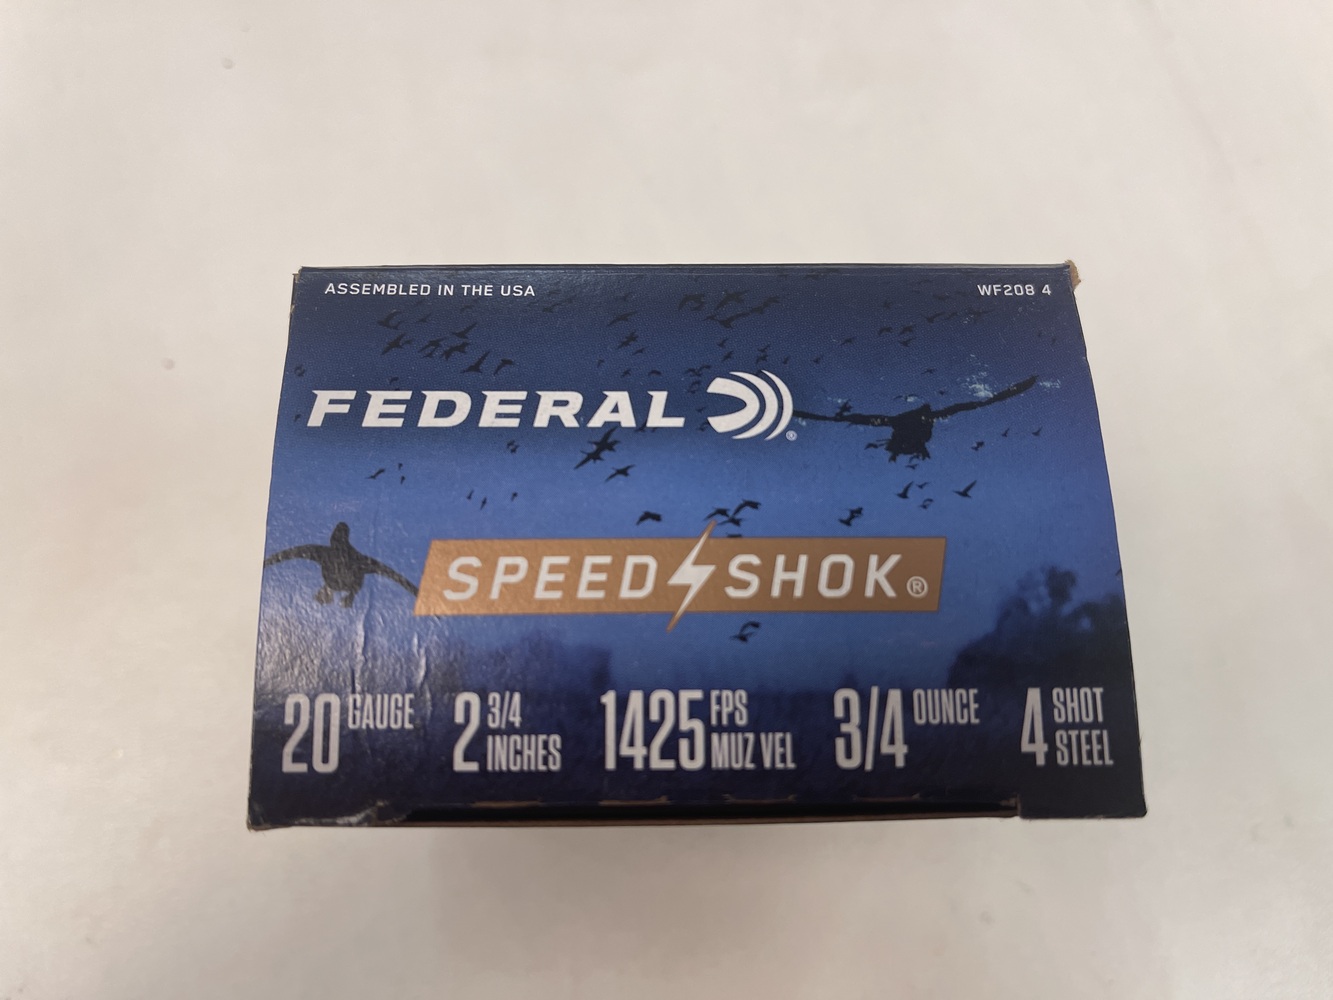 ASSEMBLED IN THE USA
WF208 4
FEDERAL®
SPEED SHOK®
20 GAUGE
2 3/4 INCHES
1425 FPS MUZ VEL
3/4 OUNCE
4 SHOT STEEL